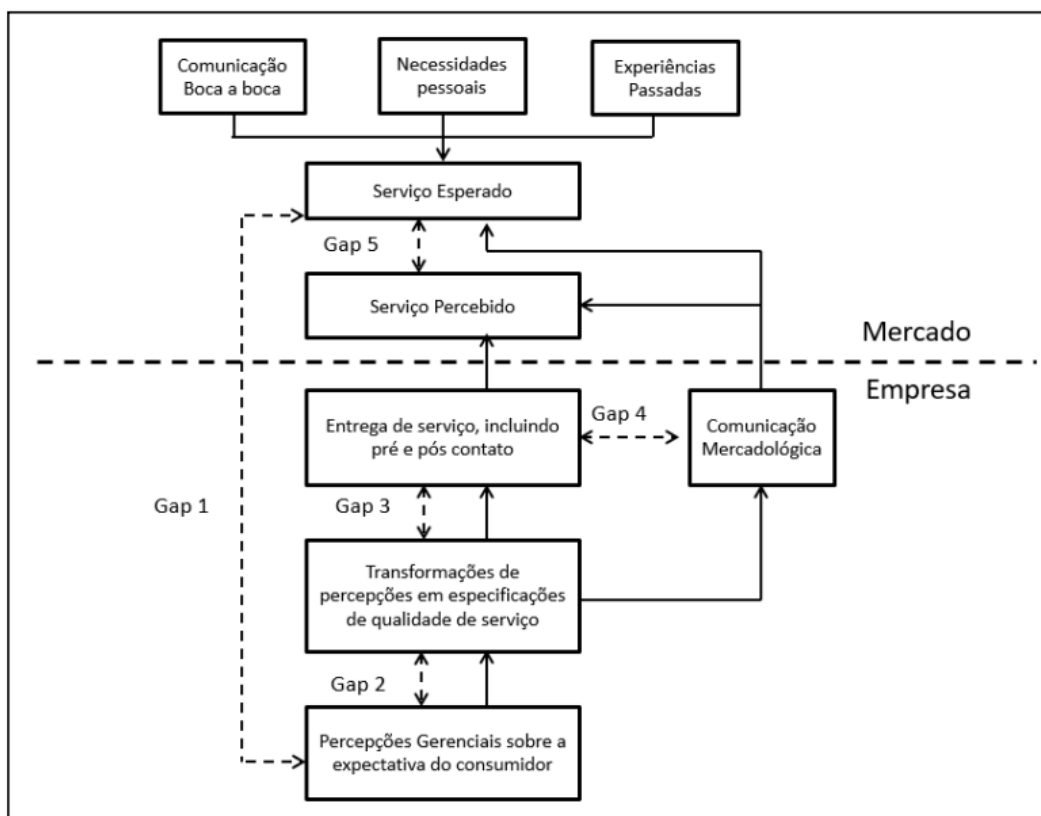 Comunicação
Boca a boca
Necessidades
pessoais
Experiências
Passadas
Serviço Esperado
Gap 5
Serviço Percebido
Mercado
Empresa
Entrega de serviço, incluindo
pré e pós contato
Gap 4
Comunicação
Mercadológica
Gap 1
Gap 3
Transformações de
percepções em especificações
de qualidade de serviço
Gap 2
Percepções Gerenciais sobre a
expectativa do consumidor